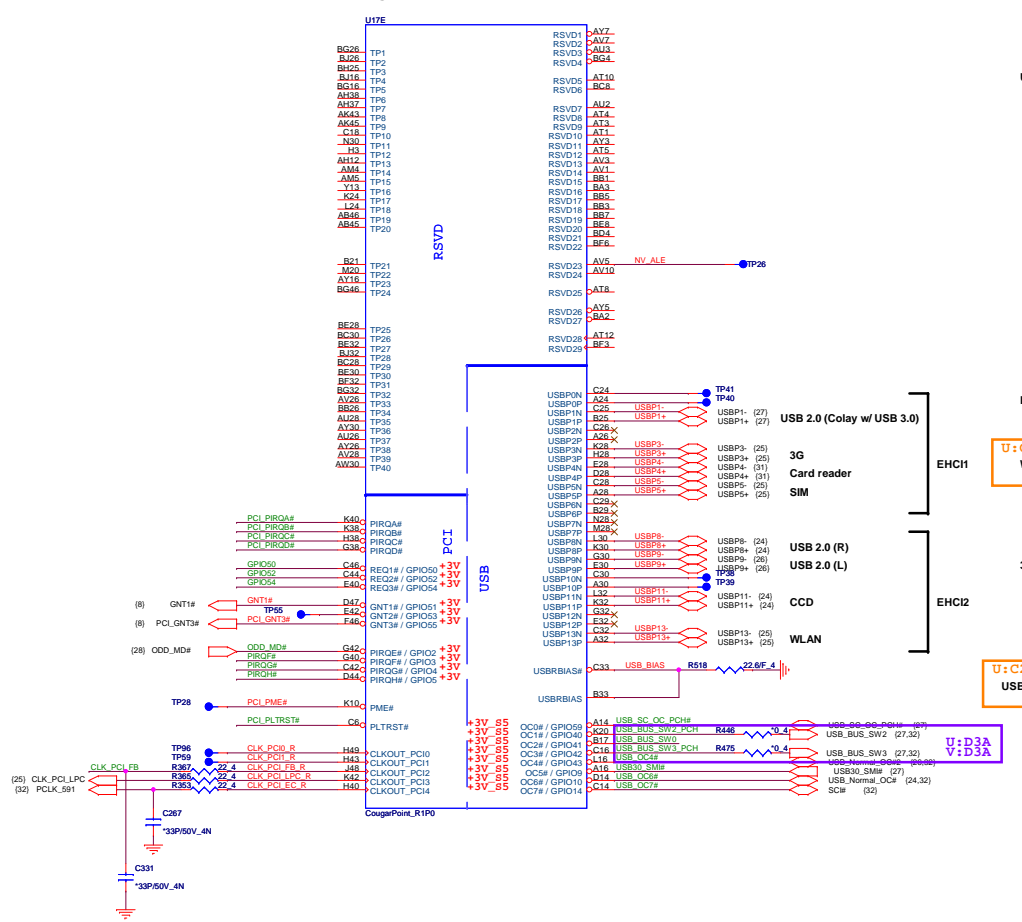 U17E
BG26 TP1
BJ26 TP2
BH25 TP3
BJ16 TP4
BG16 TP5
AH38 TP6
AH37 TP7
AK43 TP8
AK45 TP9
C18 TP10
N30 TP11
H3 TP12
AH12 TP13
AM4 TP14
AM5 TP15
Y13 TP16
K24 TP17
L24 TP18
AB46 TP19
AB45 TP20
B21 TP21
M20 TP22
AY16 TP23
BG46 TP24
BE28 TP25
BC30 TP26
BE32 TP27
BJ32 TP28
BC28 TP29
BE30 TP30
BF32 TP31
BG32 TP32
AV26 TP33
BB26 TP34
AU28 TP35
AY30 TP36
AU26 TP37
AY26 TP38
AV28 TP39
AW30 TP40
RSVD
RSVD1 AY7
RSVD2 AV7
RSVD3 AU3
RSVD4 BG4
RSVD5 AT10
RSVD6 BC8
RSVD7 AU2
RSVD8 AT4
RSVD9 AT3
RSVD10 AT1
RSVD11 AY3
RSVD12 AT5
RSVD13 AV3
RSVD14 AV1
RSVD15 BB1
RSVD16 BA3
RSVD17 BB5
RSVD18 BB3
RSVD19 BB7
RSVD20 BE8
RSVD21 BD4
RSVD22 BF6
RSVD23 AV5 NV_ALE TP26
RSVD24 AV10
RSVD25 AT8
RSVD26 AY5
RSVD27 BA2
RSVD28 AT12
RSVD29 BF3
USBP0N C24 TP41
USBP0P A24 TP40
USBP1N C25 USBP1- USBP1- (27)
USBP1P B25 USBP1+ USBP1+ (27)
USB 2.0 (Colay w/ USB 3.0)
USBP2N C26
USBP2P A26
USBP3N K28 USBP3- USBP3- (25)
USBP3P H28 USBP3+ USBP3+ (25)
3G
USBP4N E28 USBP4- USBP4- (31)
USBP4P D28 USBP4+ USBP4+ (31)
Card reader
USBP5N C28 USBP5- USBP5- (25)
USBP5P A28 USBP5+ USBP5+ (25)
SIM
USBP6N C29
USBP6P B29
USBP7N N28
USBP7P M28
EHCI1
USBP8N L30 USBP8- USBP8- (24)
USBP8P K30 USBP8+ USBP8+ (24)
USB 2.0 (R)
USBP9N G30 USBP9- USBP9- (26)
USBP9P E30 USBP9+ USBP9+ (26)
USB 2.0 (L)
USBP10N C30 TP38
USBP10P A30 TP39
USBP11N L32 USBP11- USBP11- (24)
USBP11P K32 USBP11+ USBP11+ (24)
CCD
USBP12N G32
USBP12P E32
USBP13N C32 USBP13- USBP13- (25)
USBP13P A32 USBP13+ USBP13+ (25)
WLAN
EHCI2
USBRBIAS# C33 USB_BIAS R518 22.6/F_4
USBRBIAS B33
PCI
USB
PCI_PIRQA# K40 PIRQA#
PCI_PIRQB# K38 PIRQB#
PCI_PIRQC# H38 PIRQC#
PCI_PIRQD# G38 PIRQD#
GPIO50 C46 REQ1# / GPIO50 +3V
GPIO52 C44 REQ2# / GPIO52 +3V
GPIO54 E40 REQ3# / GPIO54 +3V
(8) GNT1# GNT1# D47 GNT1# / GPIO51 +3V
TP55 E42 GNT2# / GPIO53 +3V
(8) PCI_GNT3# PCI_GNT3# F46 GNT3# / GPIO55 +3V
(28) ODD_MD# ODD_MD# G42 PIRQE# / GPIO2 +3V
PIRQF# G40 PIRQF# / GPIO3 +3V
PIRQG# C42 PIRQG# / GPIO4 +3V
PIRQH# D44 PIRQH# / GPIO5 +3V
TP28 PCI_PME# K10 PME#
PCI_PLTRST# C6 PLTRST#
TP96 CLK_PCI0_R H49 CLKOUT_PCI0
TP59 CLK_PCI1_R H43 CLKOUT_PCI1
CLK_PCI_FB R367 22_4 CLK_PCI_FB_R J48 CLKOUT_PCI2
(25) CLK_PCI_LPC R365 22_4 CLK_PCI_LPC_R K42 CLKOUT_PCI3
(32) PCLK_591 R353 22_4 CLK_PCI_EC_R H40 CLKOUT_PCI4
+3V_S5 OC0# / GPIO59 A14 USB_SC_OC_PCH# USB_SC_OC_PCH# (27)
+3V_S5 OC1# / GPIO40 K20 USB_BUS_SW2_PCH R446 *0_4 USB_BUS_SW2 (27,32)
+3V_S5 OC2# / GPIO41 B17 USB_BUS_SW0
+3V_S5 OC3# / GPIO42 C16 USB_BUS_SW3_PCH R475 *0_4 USB_BUS_SW3 (27,32)
+3V_S5 OC4# / GPIO43 L16 USB_OC4#
+3V_S5 OC5# / GPIO9 A16 USB30_SMI# USB30_SMI# (27)
+3V_S5 OC6# / GPIO10 D14 USB_OC6# USB_Normal_OC# (24,32)
+3V_S5 OC7# / GPIO14 C14 USB_OC7# SCI# (32)
U:D3A
V:D3A
CougarPoint_R1P0
C267
*33P/50V_4N
C331
*33P/50V_4N